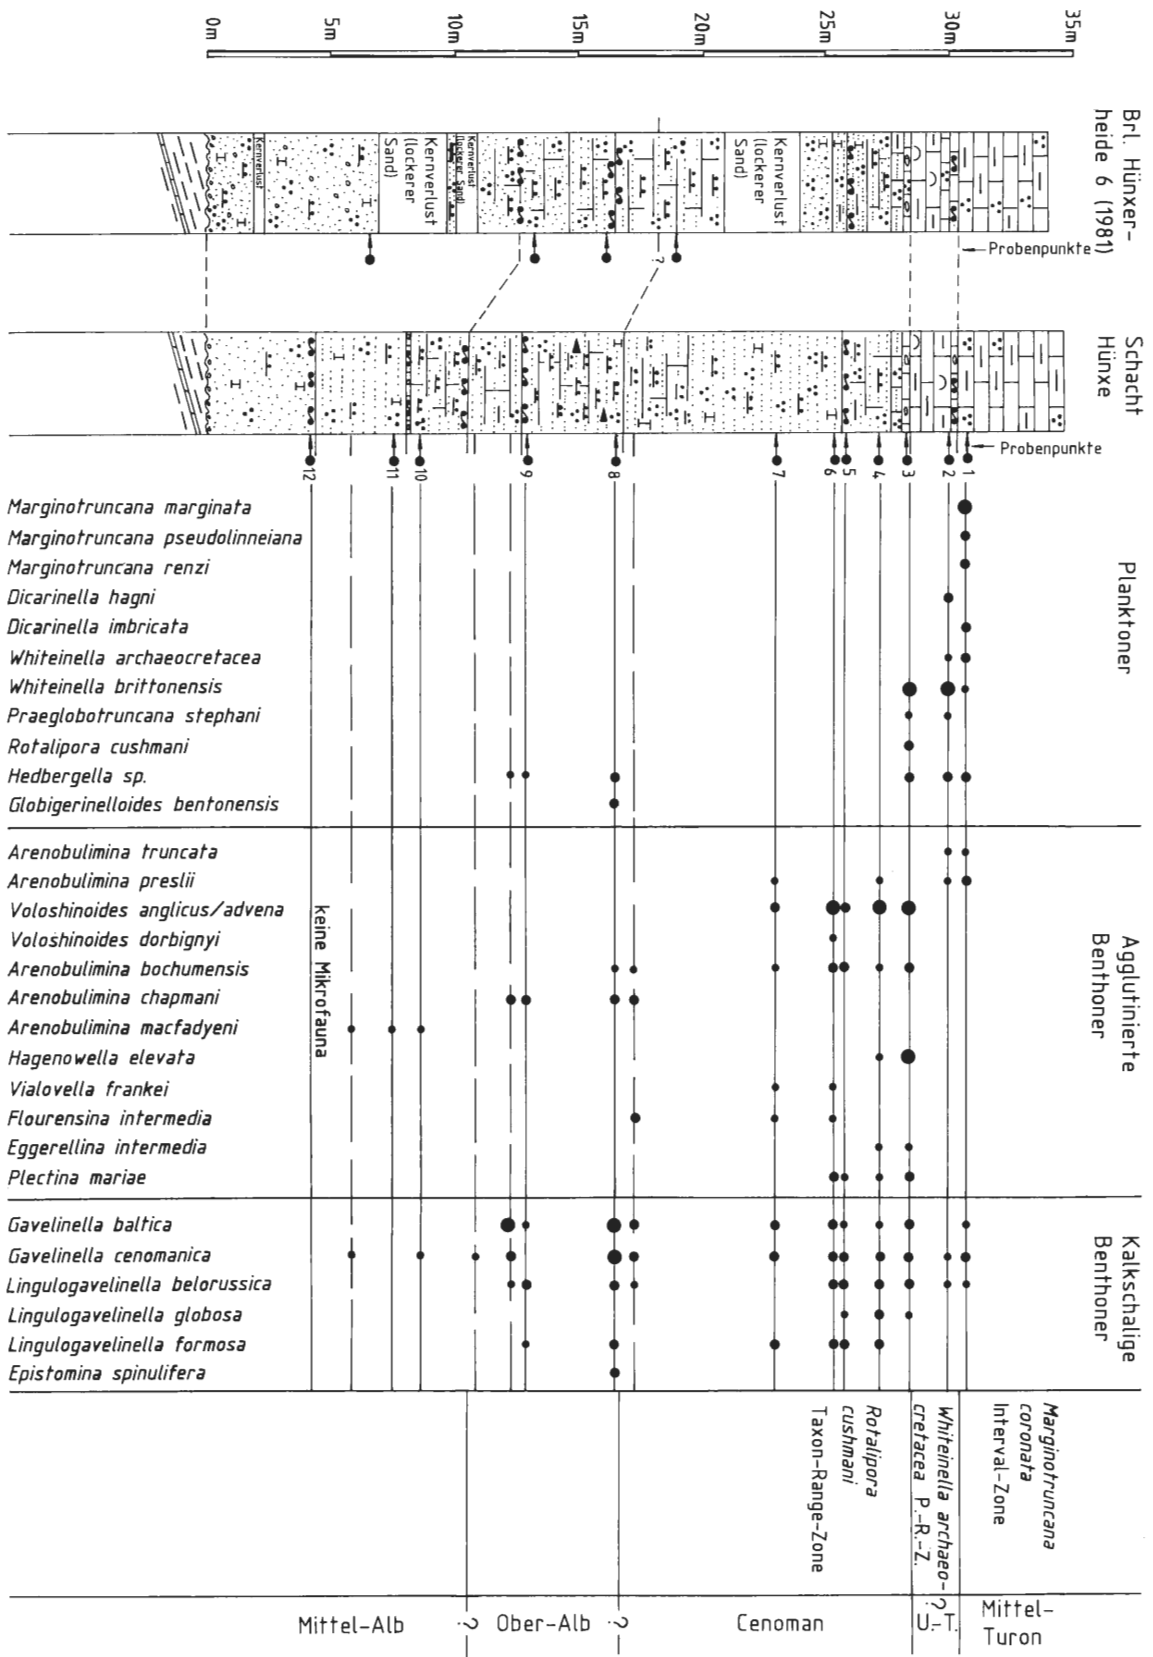 0m
5m
10m
15m
20m
25m
30m
35m
Brl. Hünxer-
heide 6 (1981)
Kernverlust
Kernverlust
(lockerer
Sand)
Kernverlust
(lockerer Sand)
Kernverlust
(lockerer
Sand)
Probenpunkte
?
Schacht
Hünxe
Probenpunkte
12
11
10
9
8
7
6
5
4
3
2
1
Planktoner
Marginotruncana marginata
Marginotruncana pseudolinneiana
Marginotruncana renzi
Dicarinella hagni
Dicarinella imbricata
Whiteinella archaeocretacea
Whiteinella brittonensis
Praeglobotruncana stephani
Rotalipora cushmani
Hedbergella sp.
Globigerinelloides bentonensis
Agglutinierte
Benthoner
Arenobulimina truncata
Arenobulimina preslii
Voloshinoides anglicus/advena
Voloshinoides dorbignyi
Arenobulimina bochumensis
Arenobulimina chapmani
Arenobulimina macfadyeni
Hagenowella elevata
Vialovella frankei
Flourensina intermedia
Eggerellina intermedia
Plectina mariae
keine Mikrofauna
Kalkschalige
Benthoner
Gavelinella baltica
Gavelinella cenomanica
Lingulogavelinella belorussica
Lingulogavelinella globosa
Lingulogavelinella formosa
Epistomina spinulifera
Marginotruncana
coronata
Interval-Zone
Whiteinella archaeo-
cretacea P.-R.-Z.
Rotalipora
cushmani
Taxon-Range-Zone
Mittel-Alb
?
Ober-Alb
?
Cenoman
?
U.-T.
Mittel-
Turon